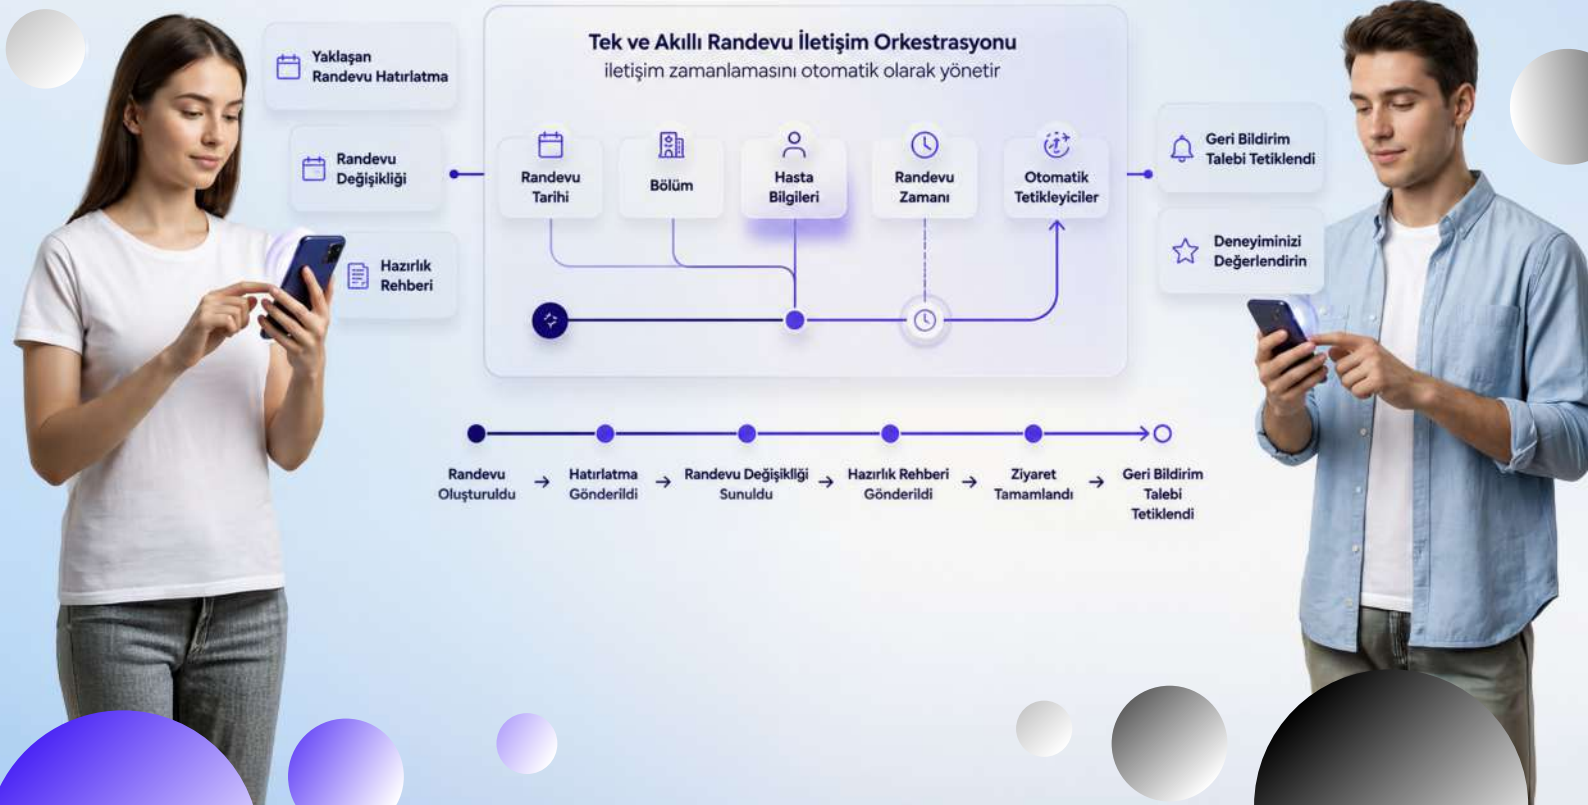 Tek ve Akıllı Randevu İletişim Orkestrasyonu
iletişim zamanlamasını otomatik olarak yönetir
Yaklaşan
Randevu Hatırlatma
Randevu
Değişikliği
Hazırlık
Rehberi
Randevu
Tarihi
Bölüm
Hasta
Bilgileri
Randevu
Zamanı
Otomatik
Tetikleyiciler
Geri Bildirim
Talebi Tetiklendi
Deneyiminizi
Değerlendirin
Randevu
Oluşturuldu
Hatırlatma
Gönderildi
Randevu Değişikliği
Sunuldu
Hazırlık Rehberi
Gönderildi
Ziyaret
Tamamlandı
Geri Bildirim
Talebi
Tetiklendi